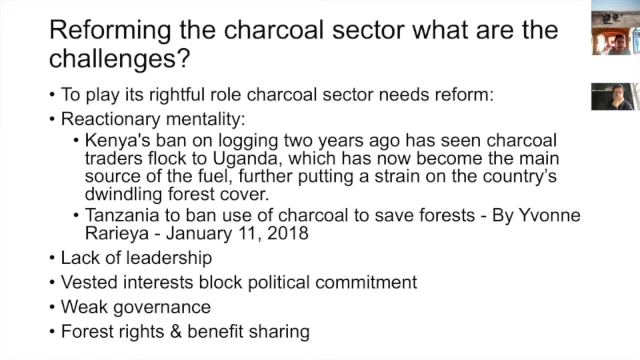 Reforming the charcoal sector what are the
challenges?
• To play its rightful role charcoal sector needs reform:
• Reactionary mentality:
• Kenya's ban on logging two years ago has seen charcoal
traders flock to Uganda, which has now become the main
source of the fuel, further putting a strain on the country's
dwindling forest cover.
• Tanzania to ban use of charcoal to save forests - By Yvonne
Rarieya - January 11, 2018
• Lack of leadership
• Vested interests block political commitment
• Weak governance
• Forest rights & benefit sharing